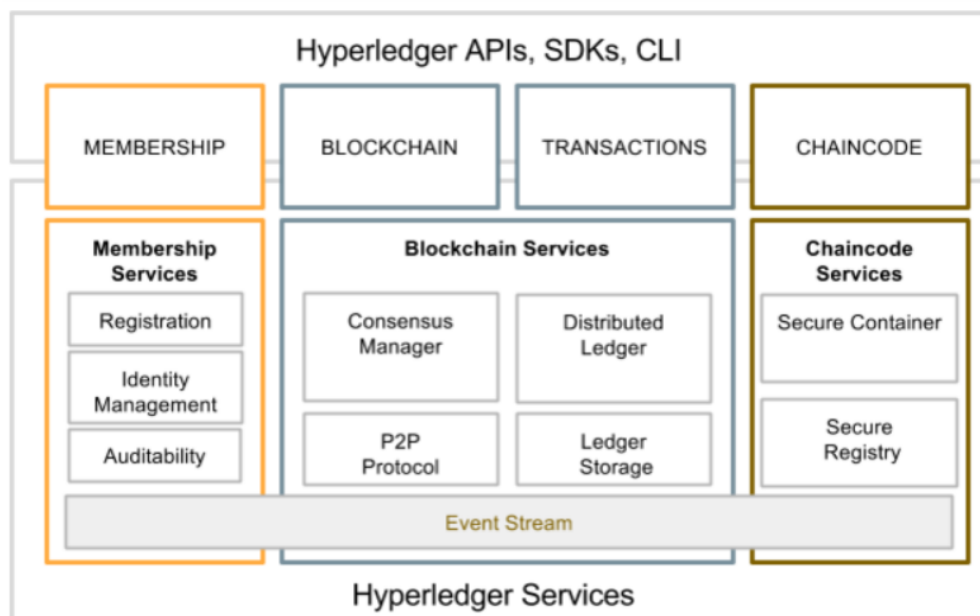 Hyperledger APIs, SDKs, CLI
MEMBERSHIP
BLOCKCHAIN
TRANSACTIONS
CHAINCODE
Membership
Services
Registration
Identity
Management
Auditability
Blockchain Services
Consensus
Manager
Distributed
Ledger
P2P
Protocol
Ledger
Storage
Chaincode
Services
Secure Container
Secure
Registry
Event Stream
Hyperledger Services